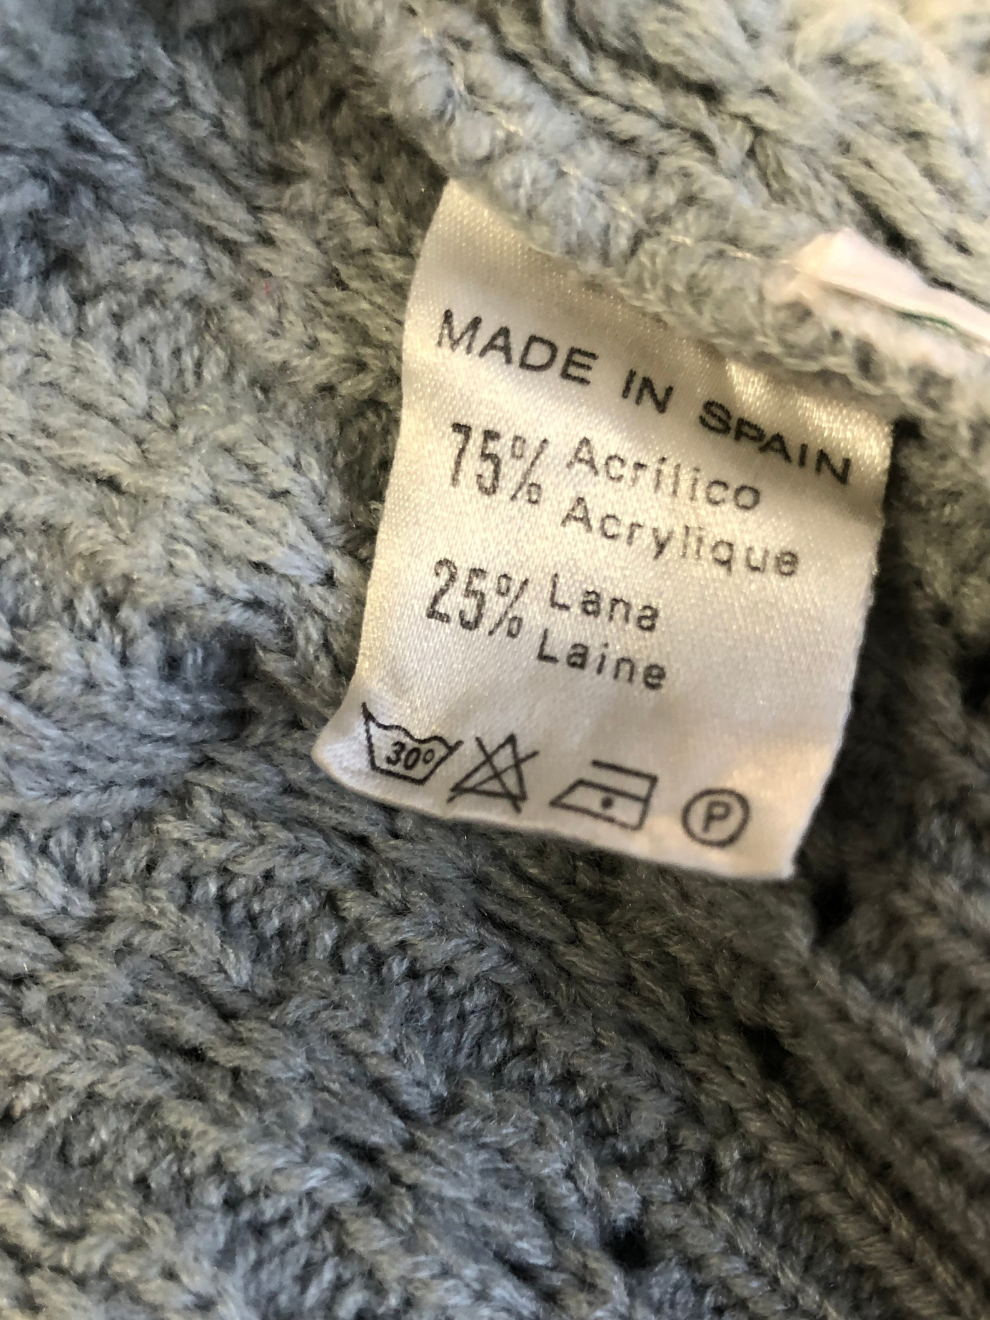 MADE IN SPAIN
75% Acrílico
Acrylique
25% Lana
Laine
30°
P